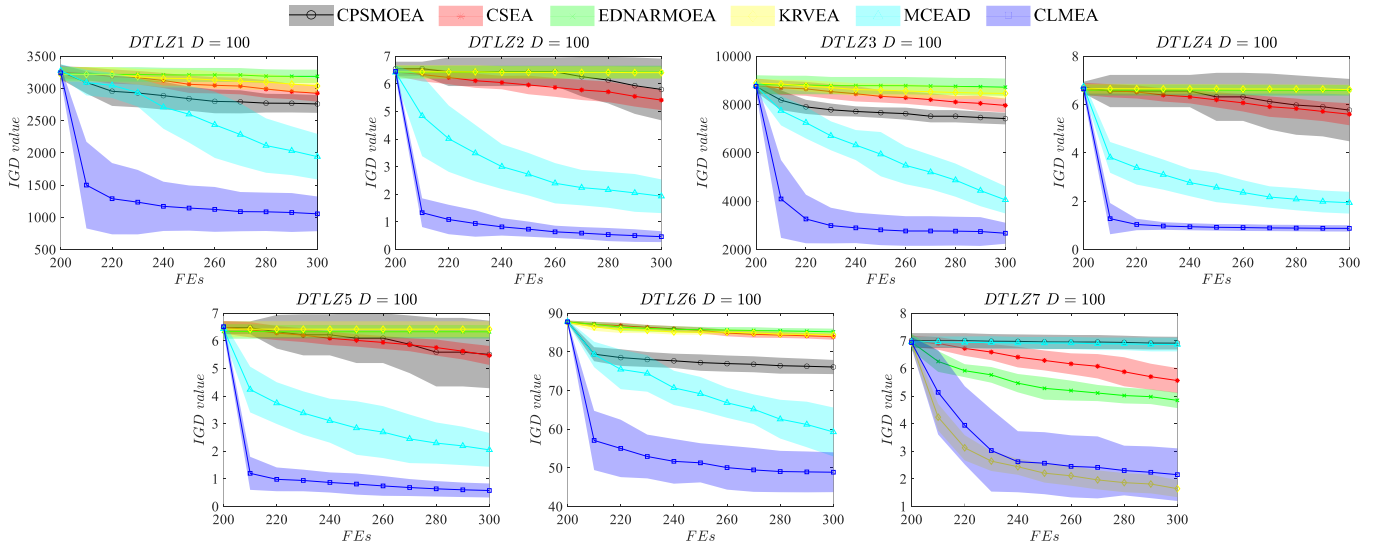 CPSMOEA CSEA EDNARMOEA KRVEA MCEAD CLMEA
DTLZ1 D = 100
IGD value
3500
3000
2500
2000
1500
1000
500
200 220 240 260 280 300
FEs
DTLZ2 D = 100
IGD value
7
6
5
4
3
2
1
0
200 220 240 260 280 300
FEs
DTLZ3 D = 100
IGD value
10000
8000
6000
4000
2000
200 220 240 260 280 300
FEs
DTLZ4 D = 100
IGD value
8
6
4
2
0
200 220 240 260 280 300
FEs
DTLZ5 D = 100
IGD value
7
6
5
4
3
2
1
0
200 220 240 260 280 300
FEs
DTLZ6 D = 100
IGD value
90
80
70
60
50
40
200 220 240 260 280 300
FEs
DTLZ7 D = 100
IGD value
8
7
6
5
4
3
2
1
200 220 240 260 280 300
FEs